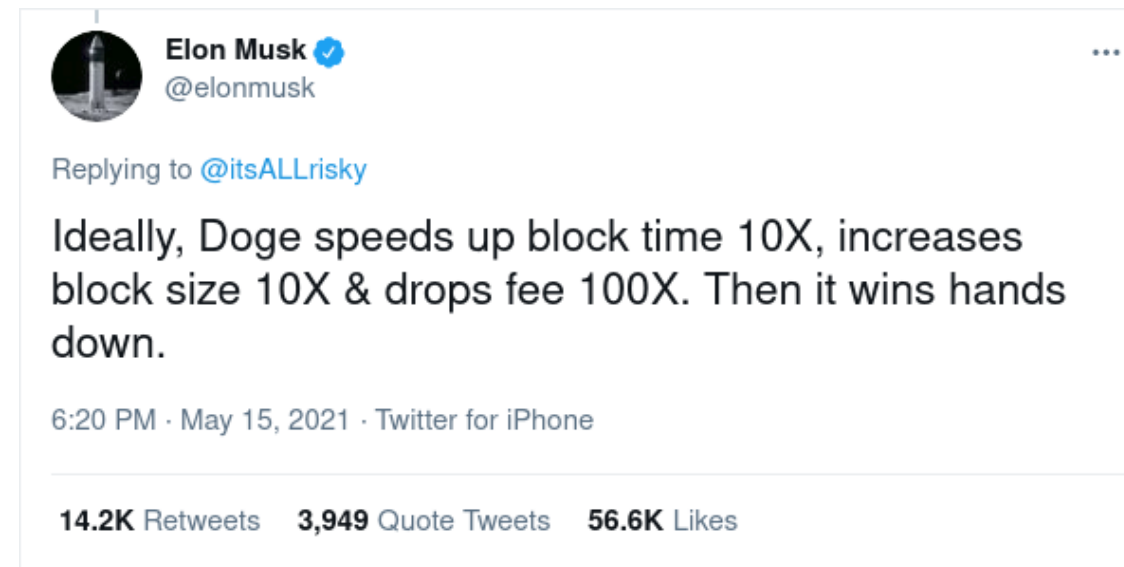 Elon Musk
@elonmusk
Replying to @itsALLrisky
Ideally, Doge speeds up block time 10X, increases
block size 10X & drops fee 100X. Then it wins hands
down.
6:20 PM · May 15, 2021 · Twitter for iPhone
14.2K Retweets 3,949 Quote Tweets 56.6K Likes